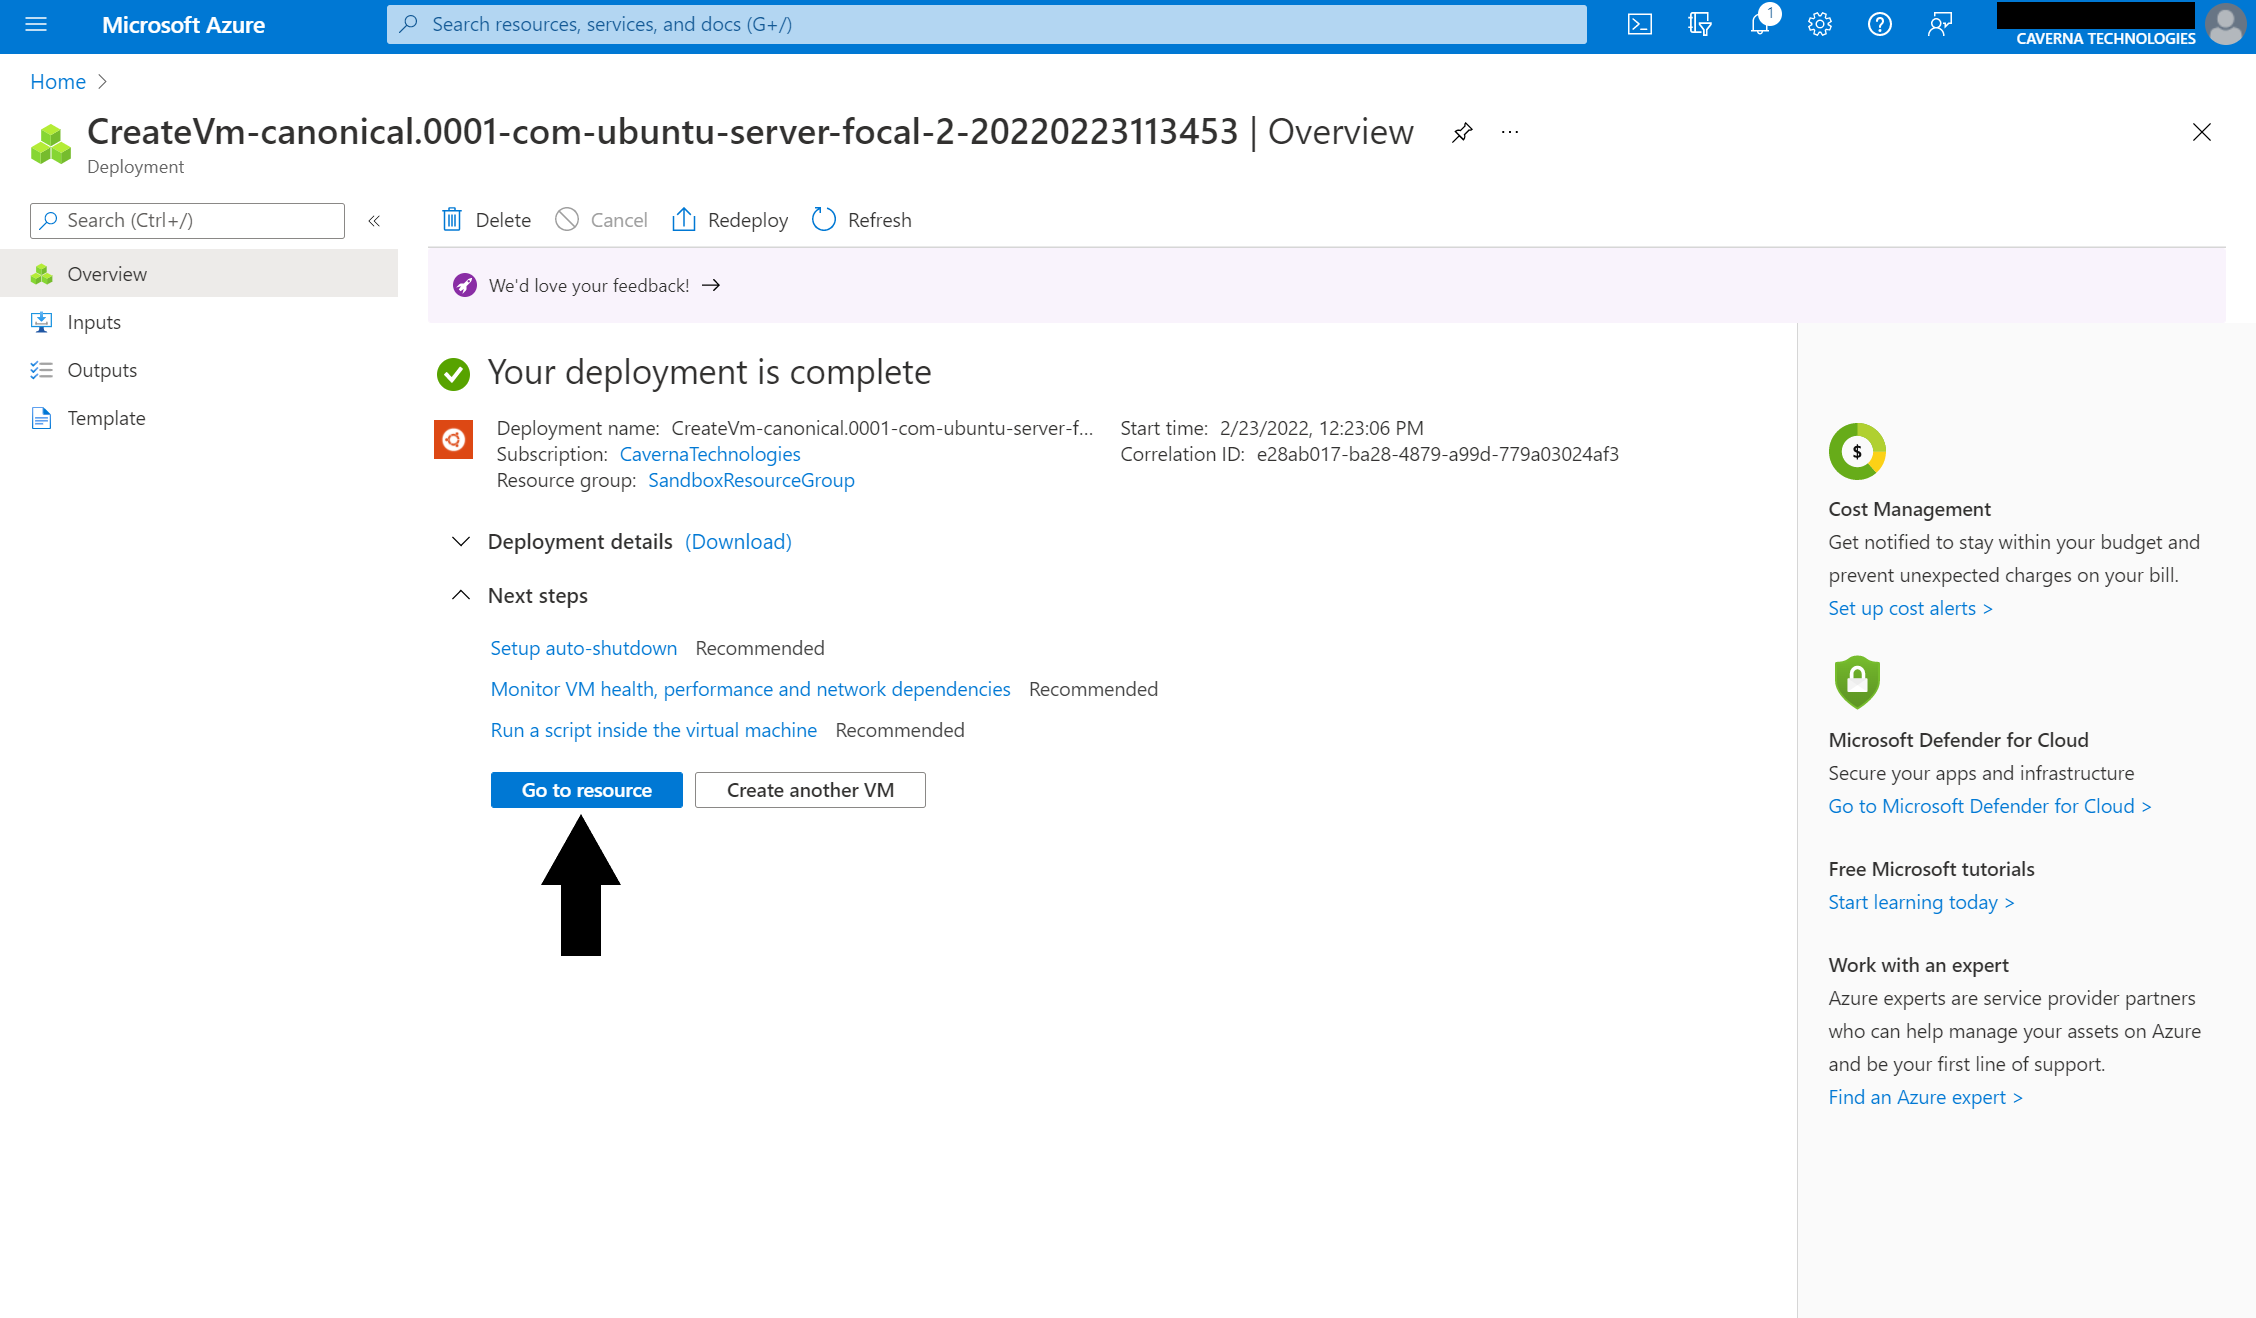 Microsoft Azure
Search resources, services, and docs (G+/)
1
CAVERNA TECHNOLOGIES
Home
CreateVm-canonical.0001-com-ubuntu-server-focal-2-20220223113453 | Overview
Deployment
Search (Ctrl+/)
Overview
Inputs
Outputs
Template
Delete
Cancel
Redeploy
Refresh
We'd love your feedback!
Your deployment is complete
Deployment name: CreateVm-canonical.0001-com-ubuntu-server-f...
Subscription: CavernaTechnologies
Resource group: SandboxResourceGroup
Start time: 2/23/2022, 12:23:06 PM
Correlation ID: e28ab017-ba28-4879-a99d-779a03024af3
Deployment details (Download)
Next steps
Setup auto-shutdown Recommended
Monitor VM health, performance and network dependencies Recommended
Run a script inside the virtual machine Recommended
Go to resource
Create another VM
$
Cost Management
Get notified to stay within your budget and
prevent unexpected charges on your bill.
Set up cost alerts >
Microsoft Defender for Cloud
Secure your apps and infrastructure
Go to Microsoft Defender for Cloud >
Free Microsoft tutorials
Start learning today >
Work with an expert
Azure experts are service provider partners
who can help manage your assets on Azure
and be your first line of support.
Find an Azure expert >